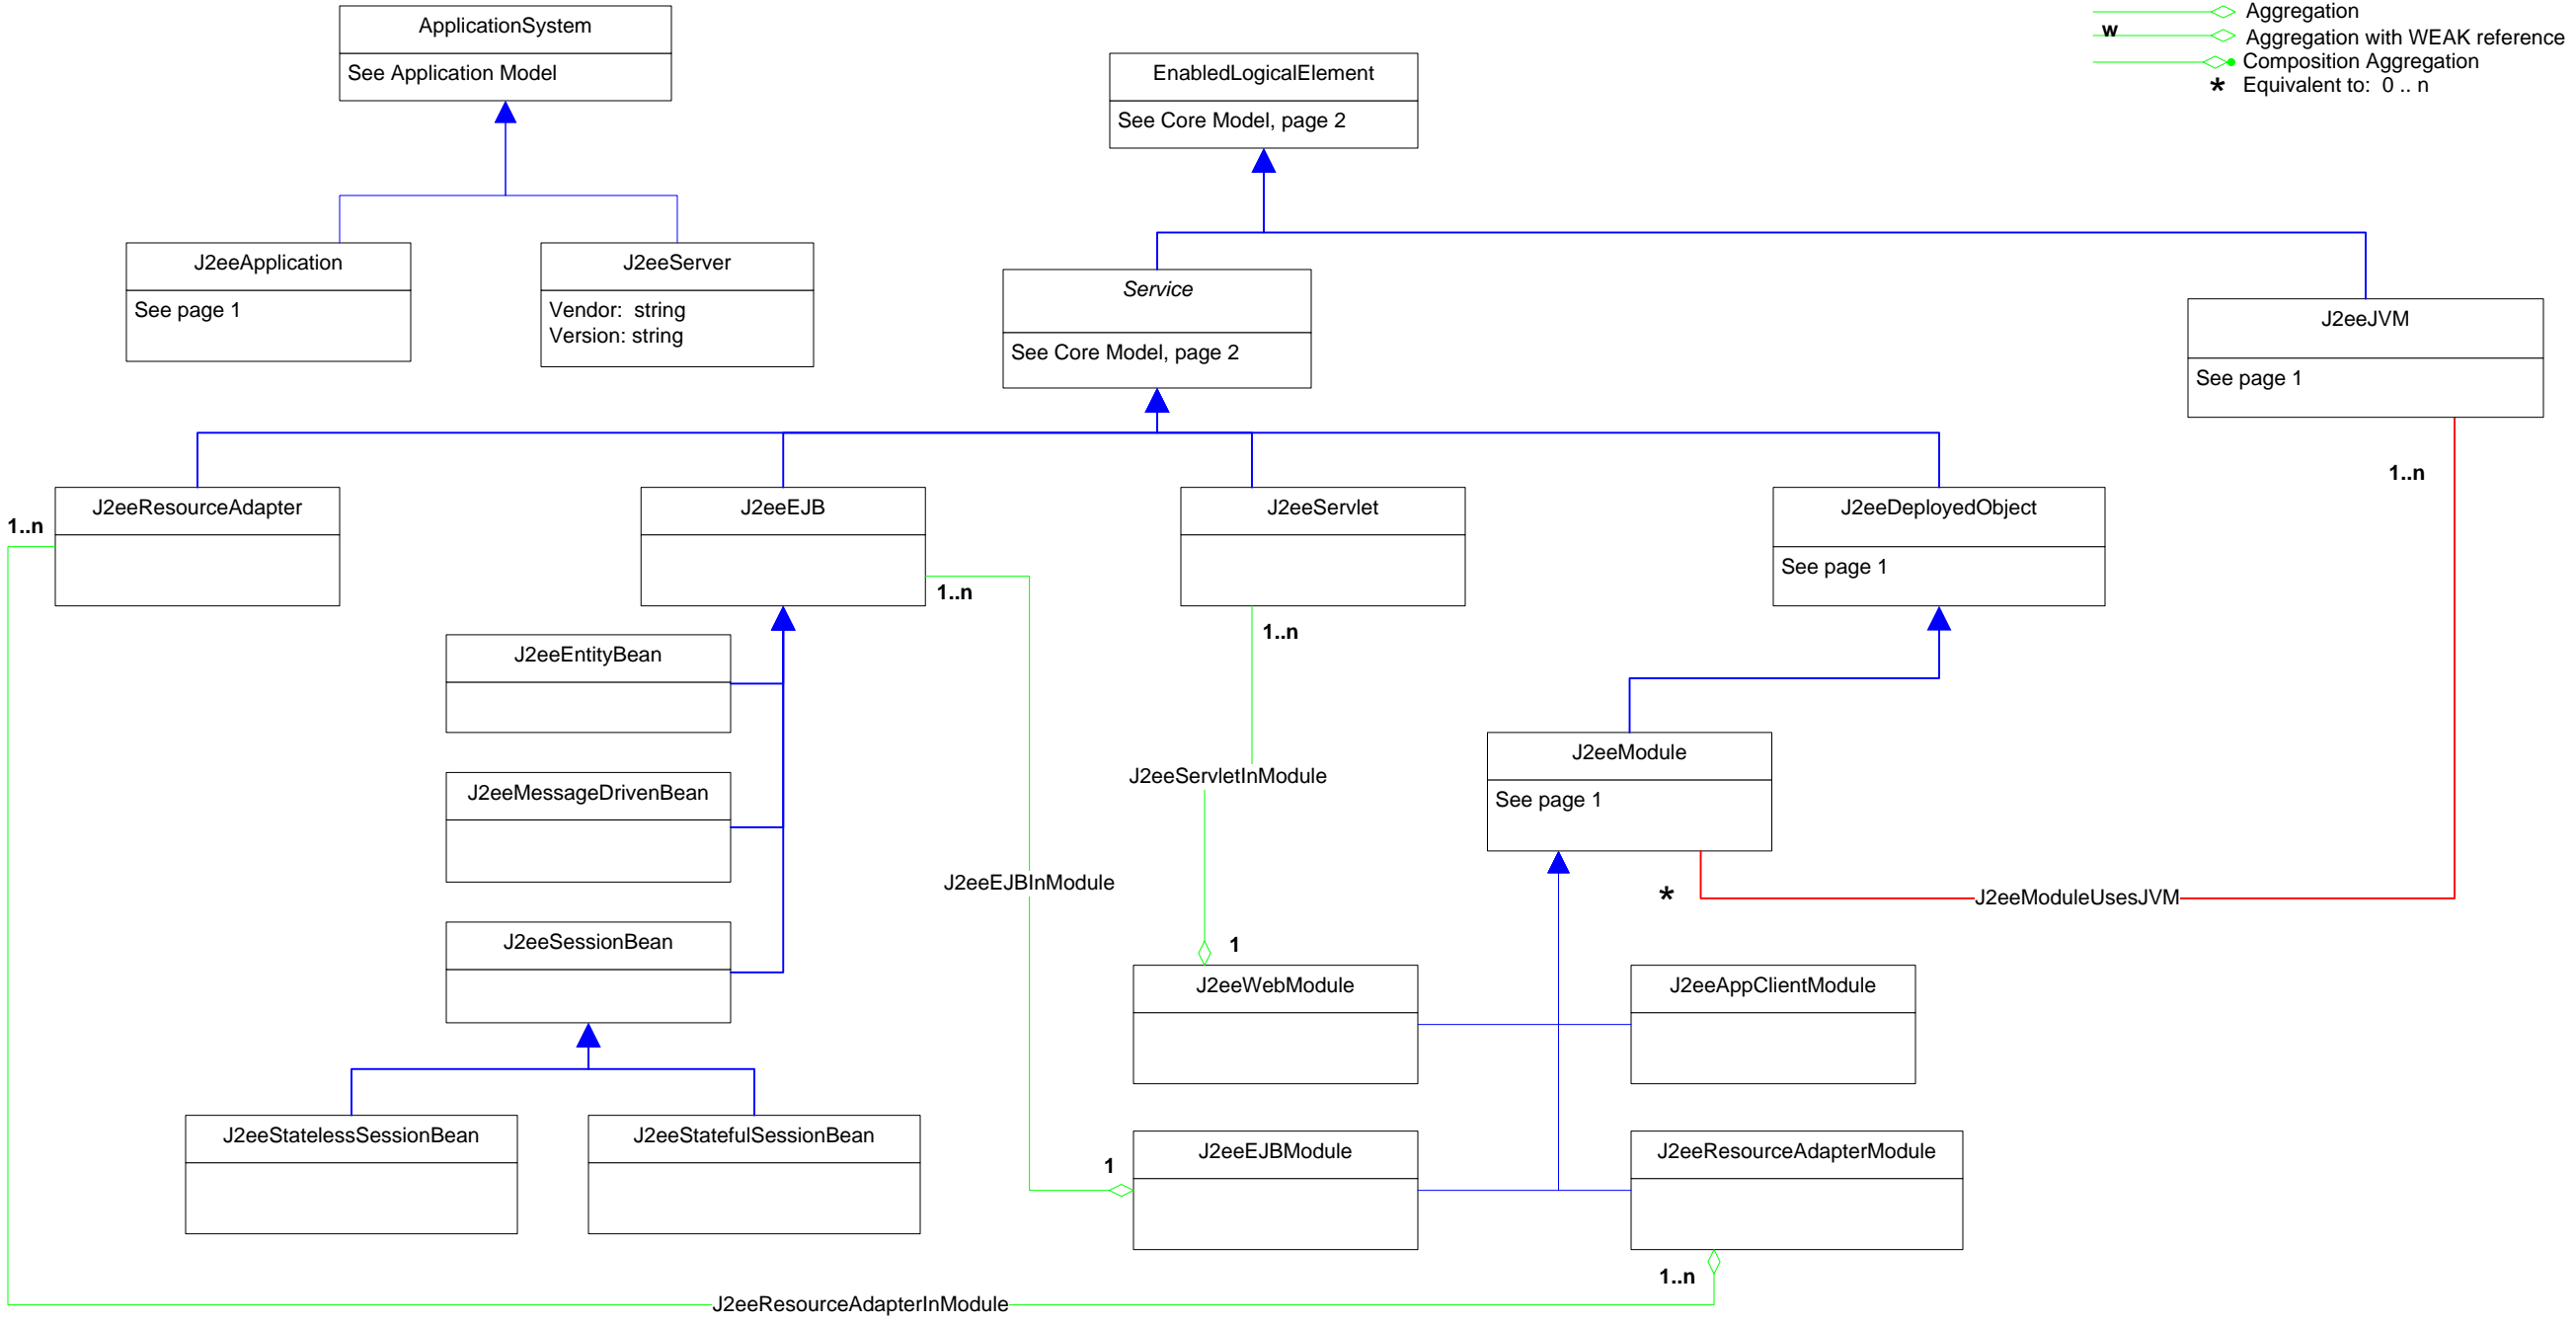 Aggregation
w
Aggregation with WEAK reference
Composition Aggregation
* Equivalent to: 0 .. n
ApplicationSystem
See Application Model
EnabledLogicalElement
See Core Model, page 2
J2eeApplication
See page 1
J2eeServer
Vendor: string
Version: string
Service
See Core Model, page 2
J2eeJVM
See page 1
1..n
J2eeResourceAdapter
1..n
J2eeEJB
1..n
J2eeServlet
1..n
J2eeDeployedObject
See page 1
J2eeEntityBean
J2eeMessageDrivenBean
J2eeSessionBean
J2eeStatelessSessionBean
J2eeStatefulSessionBean
J2eeServletInModule
J2eeEJBInModule
J2eeModule
See page 1
*
J2eeModuleUsesJVM
1
J2eeWebModule
J2eeAppClientModule
1
J2eeEJBModule
J2eeResourceAdapterModule
1..n
J2eeResourceAdapterInModule